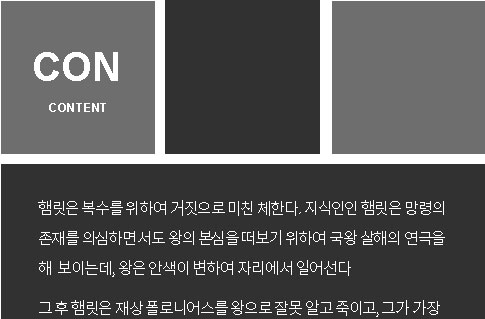 CON
CONTENT
햄릿은 복수를 위하여 거짓으로 미친 체한다. 지식인인 햄릿은 망령의
존재를 의심하면서도 왕의 본심을 떠보기 위하여 국왕 살해의 연극을
해 보이는데, 왕은 안색이 변하여 자리에서 일어선다
그 후 햄릿은 재상 폴로니어스를 왕으로 잘못 알고 죽이고, 그가 가장